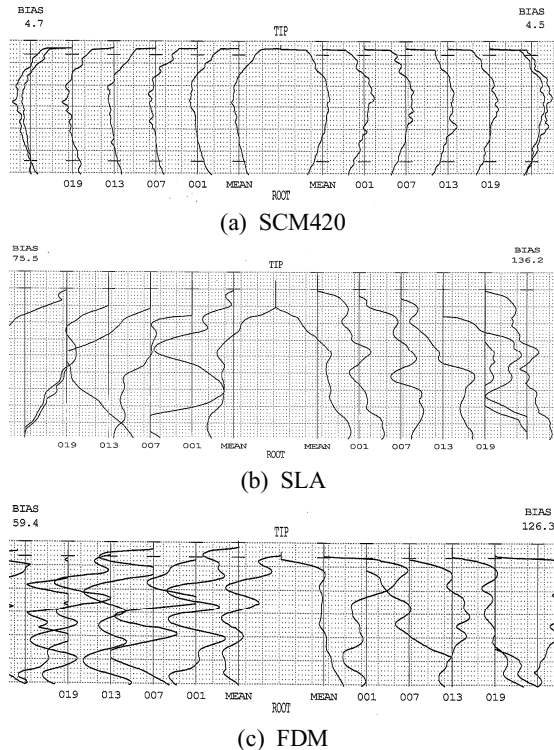 BIAS BIAS
4.7 TIP 4.5
019 013 007 001 MEAN MEAN 001 007 013 019
ROOT
(a) SCM420
BIAS BIAS
75.5 TIP 136.2
019 013 007 001 MEAN MEAN 001 007 013 019
ROOT
(b) SLA
BIAS BIAS
59.4 TIP 126.3
019 013 007 001 MEAN MEAN 001 007 013 019
ROOT
(c) FDM